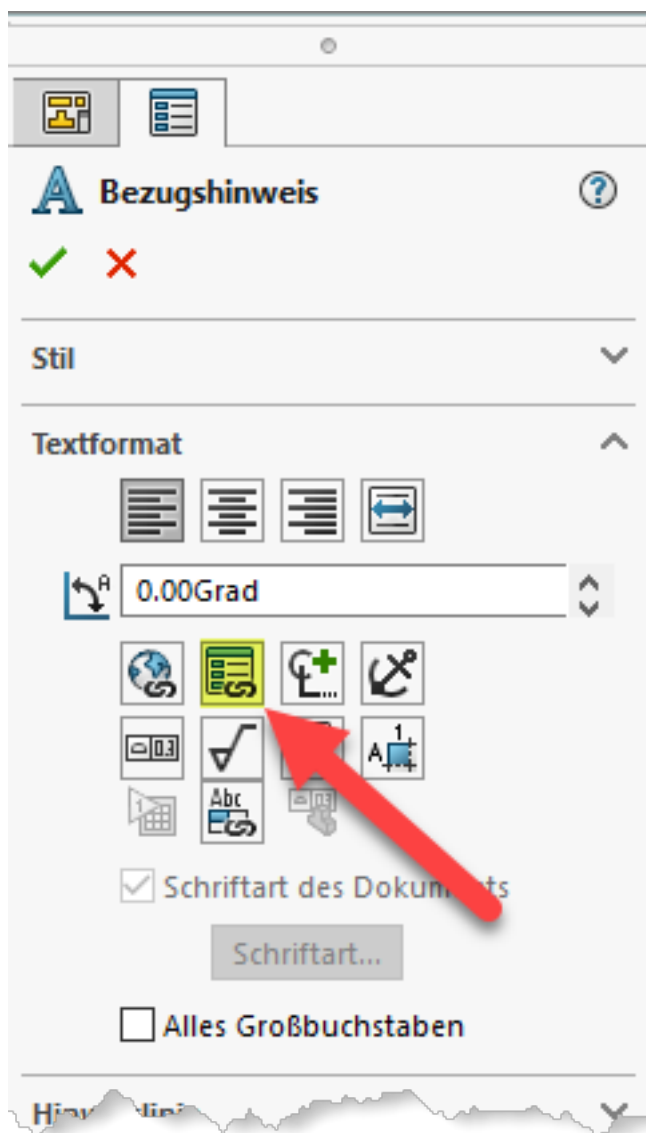 Bezugshinweis
Stil
Textformat
0.00Grad
Abc
Schriftart des Dokuments
Schriftart...
Alles Großbuchstaben